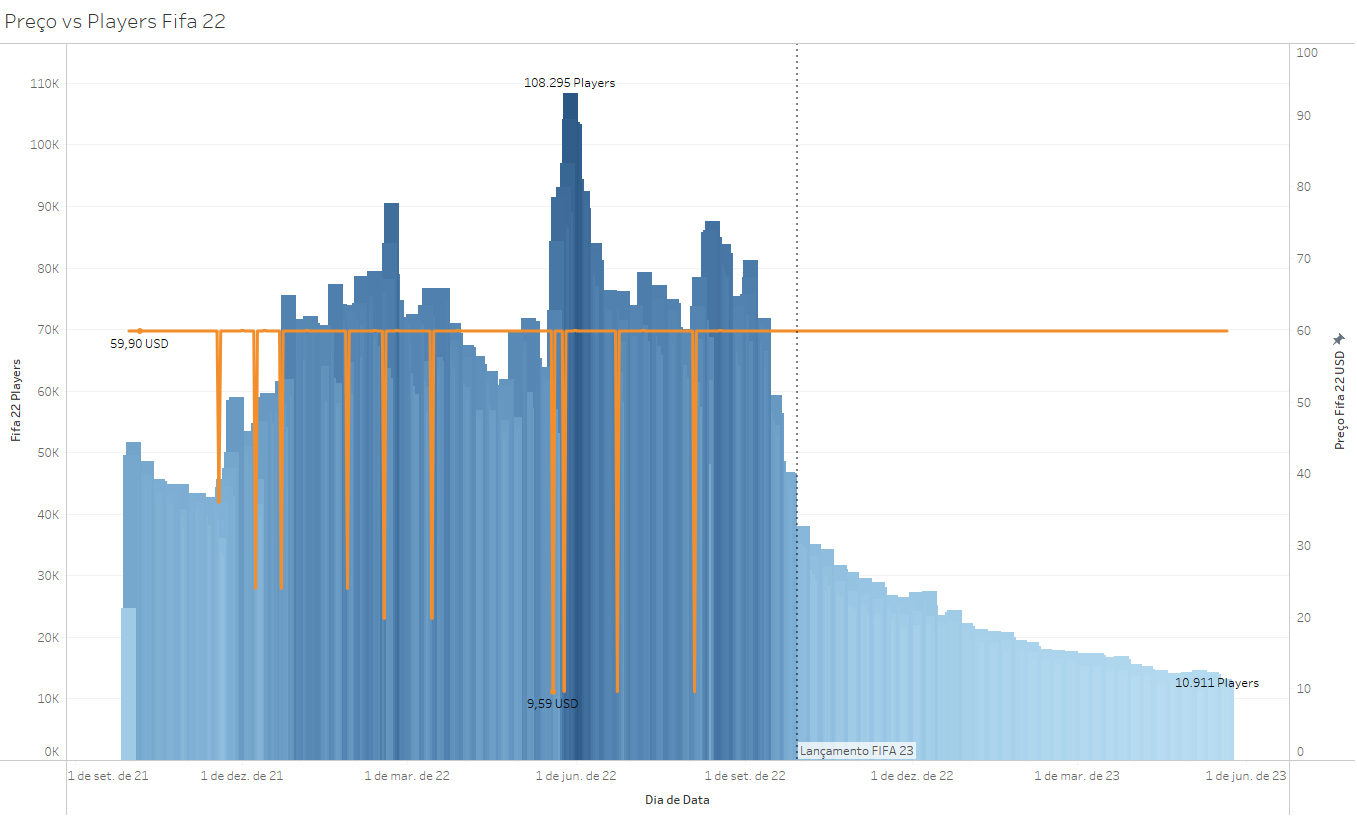 Preço vs Players Fifa 22
108.295 Players
110K
100K
90K
80K
70K
60K
50K
40K
30K
20K
10K
0K
Fifa 22 Players
59,90 USD
9,59 USD
10.911 Players
Lançamento FIFA 23
100
90
80
70
60
50
40
30
20
10
0
Preço Fifa 22 USD
1 de set. de 21
1 de dez. de 21
1 de mar. de 22
1 de jun. de 22
1 de set. de 22
1 de dez. de 22
1 de mar. de 23
1 de jun. de 23
Dia de Data